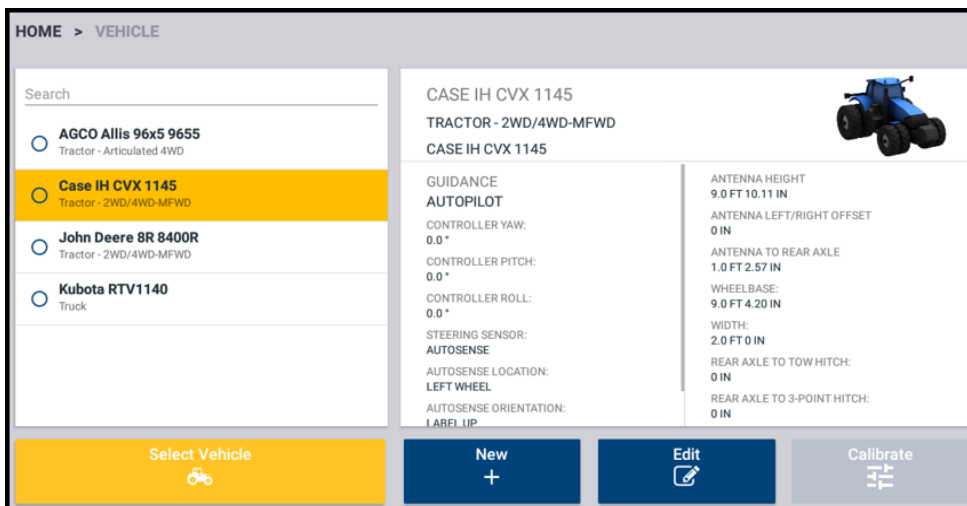 HOME > VEHICLE
Search
AGCO Allis 96x5 9655
Tractor - Articulated 4WD
Case IH CVX 1145
Tractor - 2WD/4WD-MFWD
John Deere 8R 8400R
Tractor - 2WD/4WD-MFWD
Kubota RTV1140
Truck
Select Vehicle
CASE IH CVX 1145
TRACTOR - 2WD/4WD-MFWD
CASE IH CVX 1145
GUIDANCE
AUTOPILOT
CONTROLLER YAW:
0.0 °
CONTROLLER PITCH:
0.0 °
CONTROLLER ROLL:
0.0 °
STEERING SENSOR:
AUTOSENSE
AUTOSENSE LOCATION:
LEFT WHEEL
AUTOSENSE ORIENTATION:
LABEL UP
ANTENNA HEIGHT
9.0 FT 10.11 IN
ANTENNA LEFT/RIGHT OFFSET
0 IN
ANTENNA TO REAR AXLE
1.0 FT 2.57 IN
WHEELBASE:
9.0 FT 4.20 IN
WIDTH:
2.0 FT 0 IN
REAR AXLE TO TOW HITCH:
0 IN
REAR AXLE TO 3-POINT HITCH:
0 IN
New
Edit
Calibrate